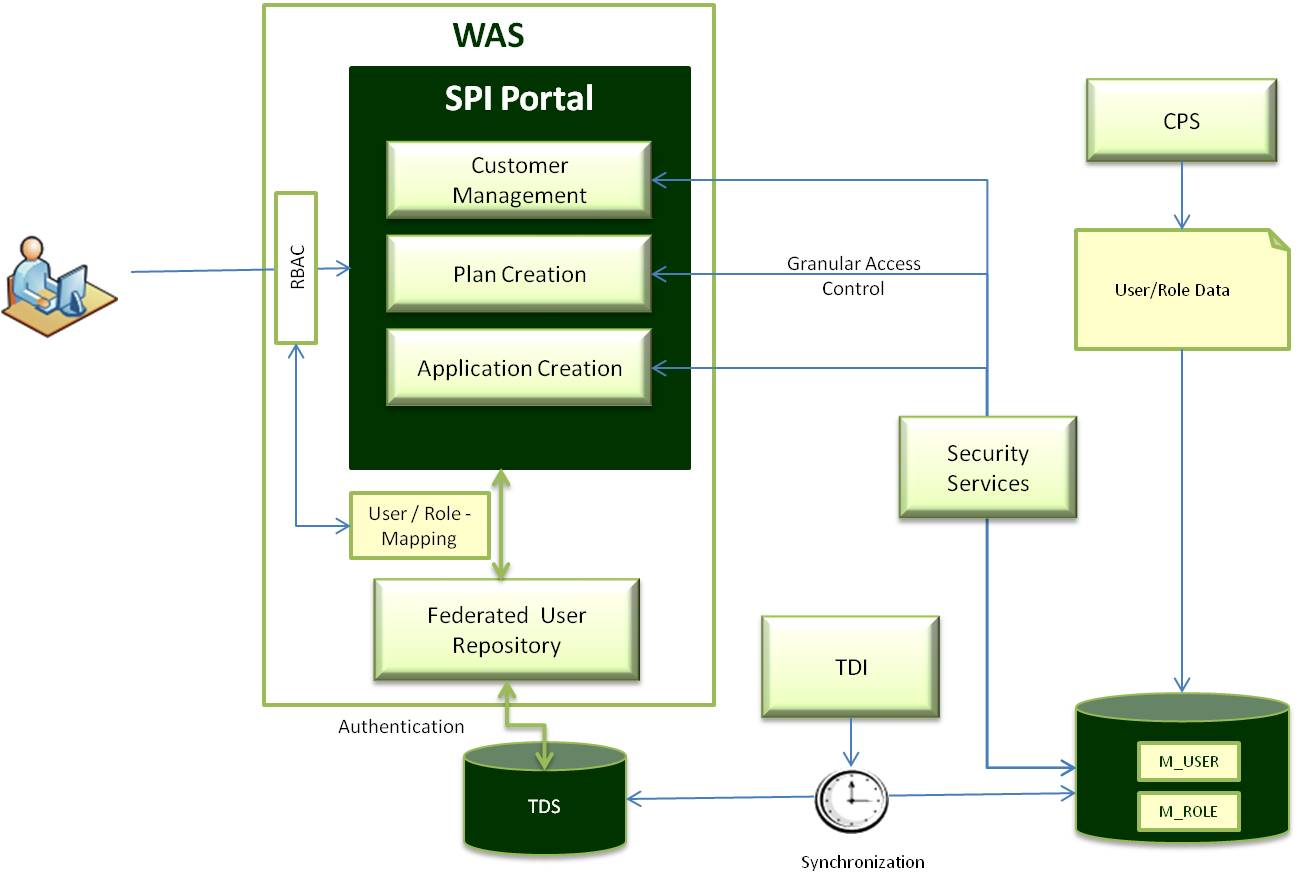 WAS
SPI Portal
CPS
Customer
Management
RBAC
Plan Creation
Granular Access
Control
User/Role Data
Application Creation
Security
Services
User / Role -
Mapping
Federated User
Repository
TDI
Authentication
M_USER
TDS
M_ROLE
Synchronization